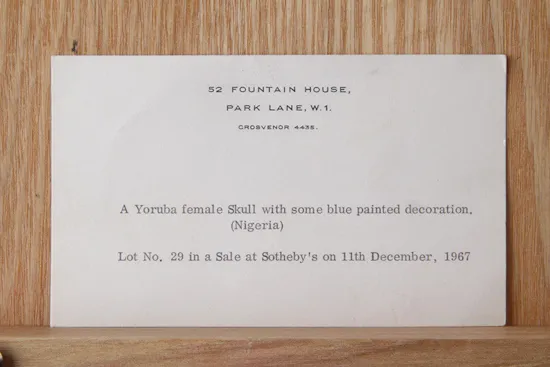 52 FOUNTAIN HOUSE,
PARK LANE, W.1.
GROSVENOR 4435.
A Yoruba female Skull with some blue painted decoration.
(Nigeria)
Lot No. 29 in a Sale at Sotheby's on 11th December, 1967